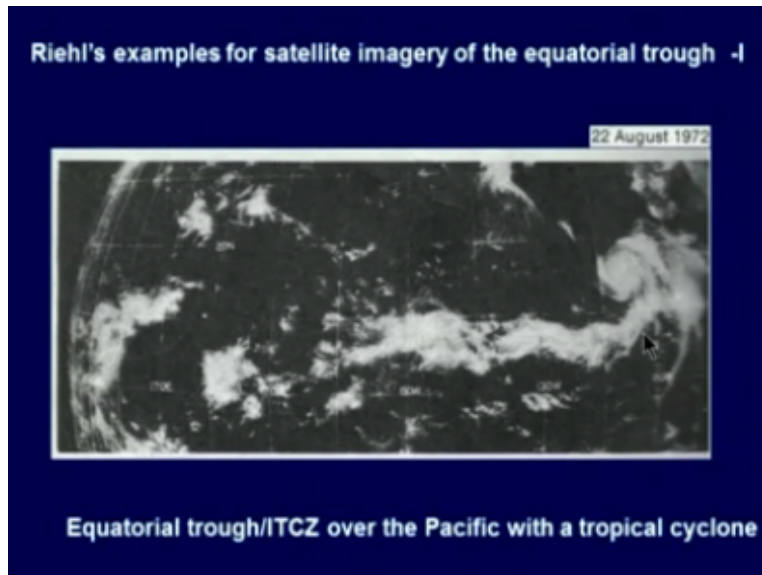 Riehl's examples for satellite imagery of the equatorial trough -I
22 August 1972
Equatorial trough/ITCZ over the Pacific with a tropical cyclone